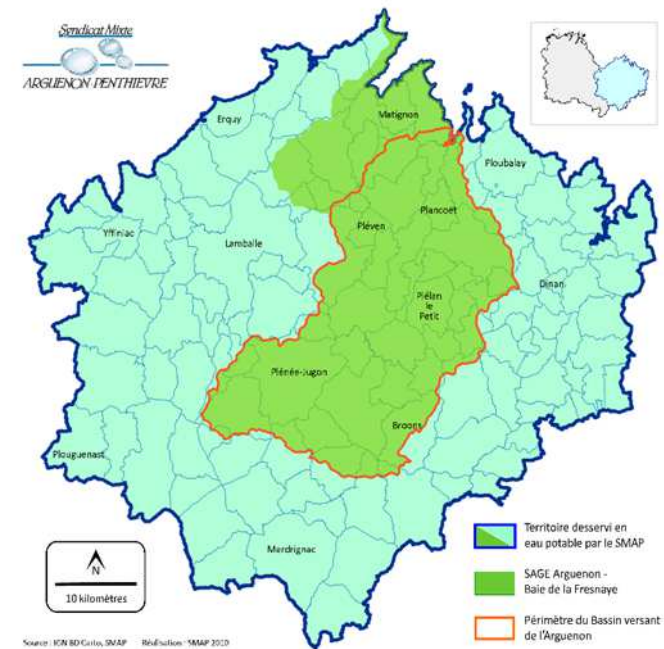 Syndicat Mixte
ARGUENON-PENTHIEVRE
Matignon
Erquy
Ploubalay
Plancoët
Pléven
Yffiniac
Lamballe
Dinan
Plélan
le
Petit
Plénée-Jugon
Broons
Plouguenast
Merdrignac
N
10 kilomètres
Territoire desservi en
eau potable par le SMAP
SAGE Arguenon -
Baie de la Fresnaye
Périmètre du Bassin versant
de l'Arguenon
Source : IGN BD Carto, SMAP Réalisation : SMAP 2010